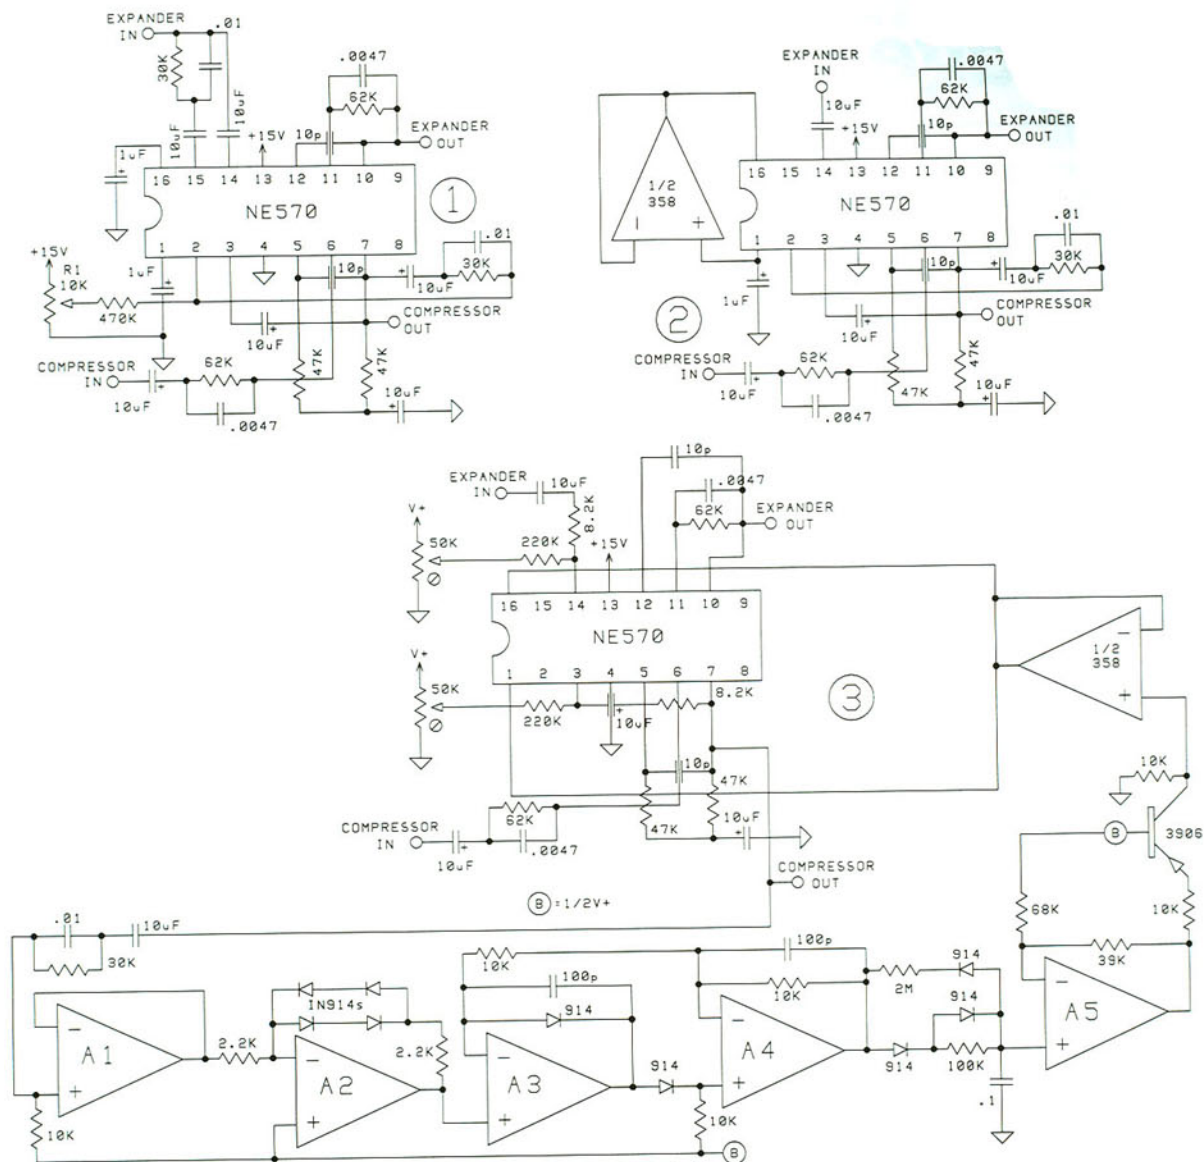 EXPANDER
IN
.01
30K
10uF
10uF
.0047
62K
10p
+15V
EXPANDER
OUT
1uF
16 15 14 13 12 11 10 9
NE570
1
1 2 3 4 5 6 7 8
+15V
R1
10K
470K
1uF
10p
10uF
.01
30K
10uF
COMPRESSOR
OUT
COMPRESSOR
IN
10uF
62K
.0047
47K
47K
10uF
EXPANDER
IN
10uF
+15V
.0047
62K
10p
EXPANDER
OUT
1/2
358
- +
16 15 14 13 12 11 10 9
NE570
1 2 3 4 5 6 7 8
1uF
2
10p
10uF
.01
30K
10uF
COMPRESSOR
OUT
COMPRESSOR
IN
10uF
62K
.0047
47K
47K
10uF
EXPANDER
IN
10uF
8.2K
10p
.0047
62K
EXPANDER
OUT
V+
50K
220K
+15V
16 15 14 13 12 11 10 9
NE570
1 2 3 4 5 6 7 8
V+
50K
220K
10uF
8.2K
3
1/2
358
-
+
10p
47K
47K
10uF
COMPRESSOR
IN
10uF
62K
.0047
COMPRESSOR
OUT
B =1/2V+
10K
B
3906
68K
10K
39K
.01
10uF
30K
-
A1
+
10K
2.2K
IN914s
2.2K
-
A2
+
10K
100p
914
-
A3
+
914
10K
100p
10K
-
A4
+
B
2M
914
914
914
100K
.1
-
A5
+